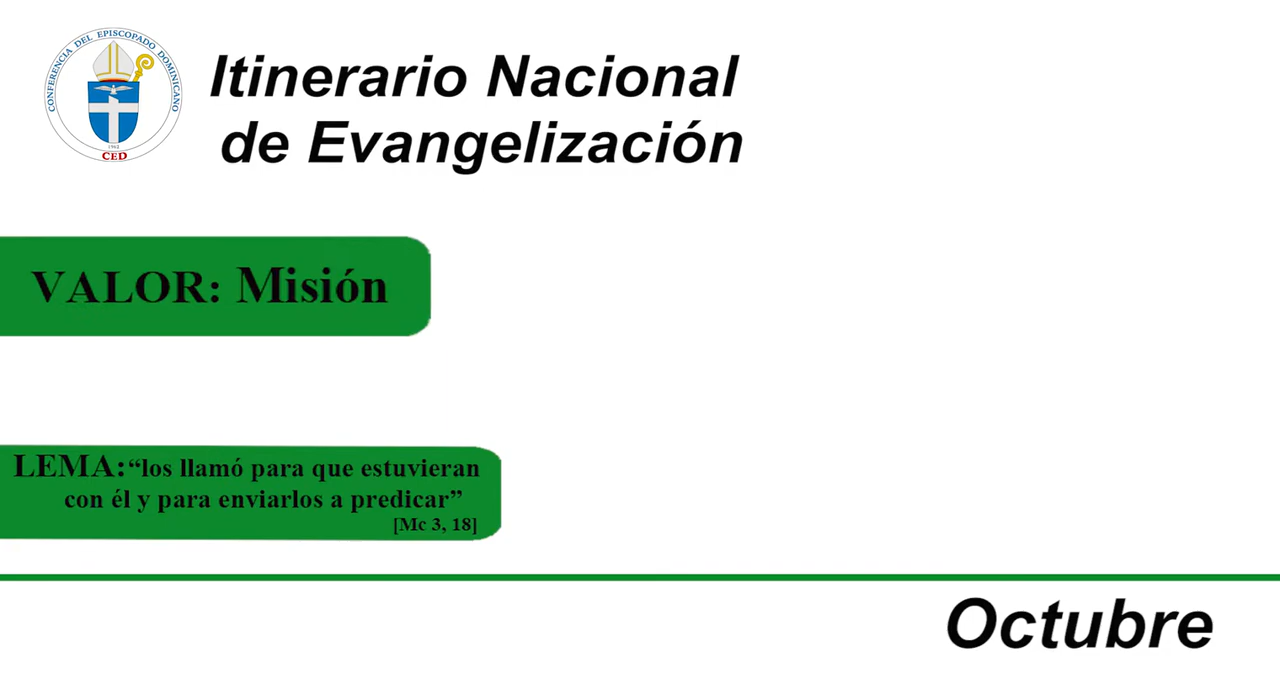 CONFERENCIA DEL EPISCOPADO DOMINICANO
1962
CED
Itinerario Nacional
de Evangelización
VALOR: Misión
LEMA:“los llamó para que estuvieran
con él y para enviarlos a predicar”
[Mc 3, 18]
Octubre